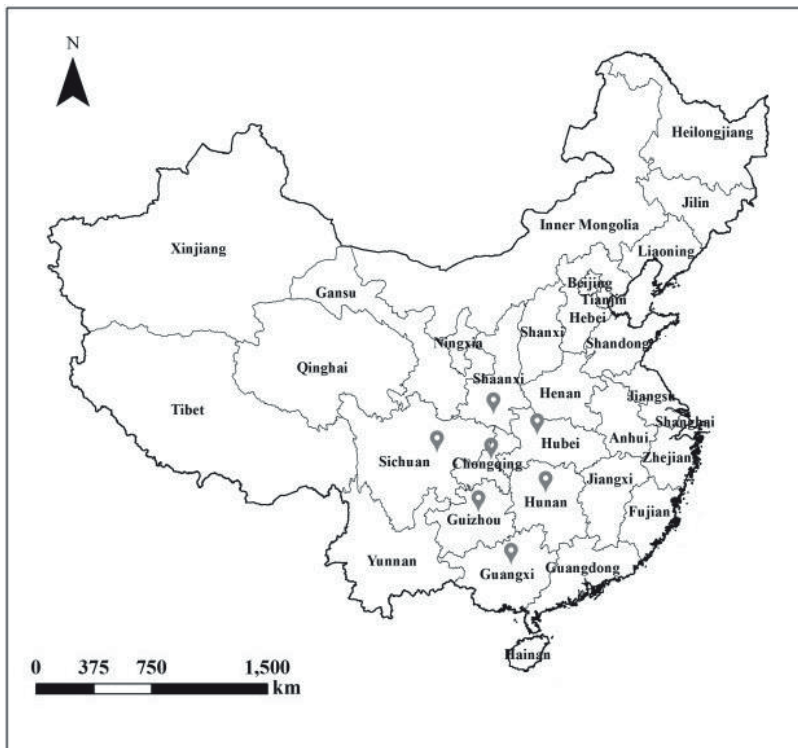 N
Heilongjiang
Jilin
Inner Mongolia
Liaoning
Xinjiang
Beijing
Tianjin
Gansu
Hebei
Shanxi
Ningxia
Shandong
Qinghai
Shaanxi
Henan
Tibet
Jiangsu
Shanghai
Hubei
Anhui
Sichuan
Chongqing
Zhejian
Jiangxi
Hunan
Fujian
Guizhou
Yunnan
Guangdong
Guangxi
Hainan
0 375 750 1,500
km